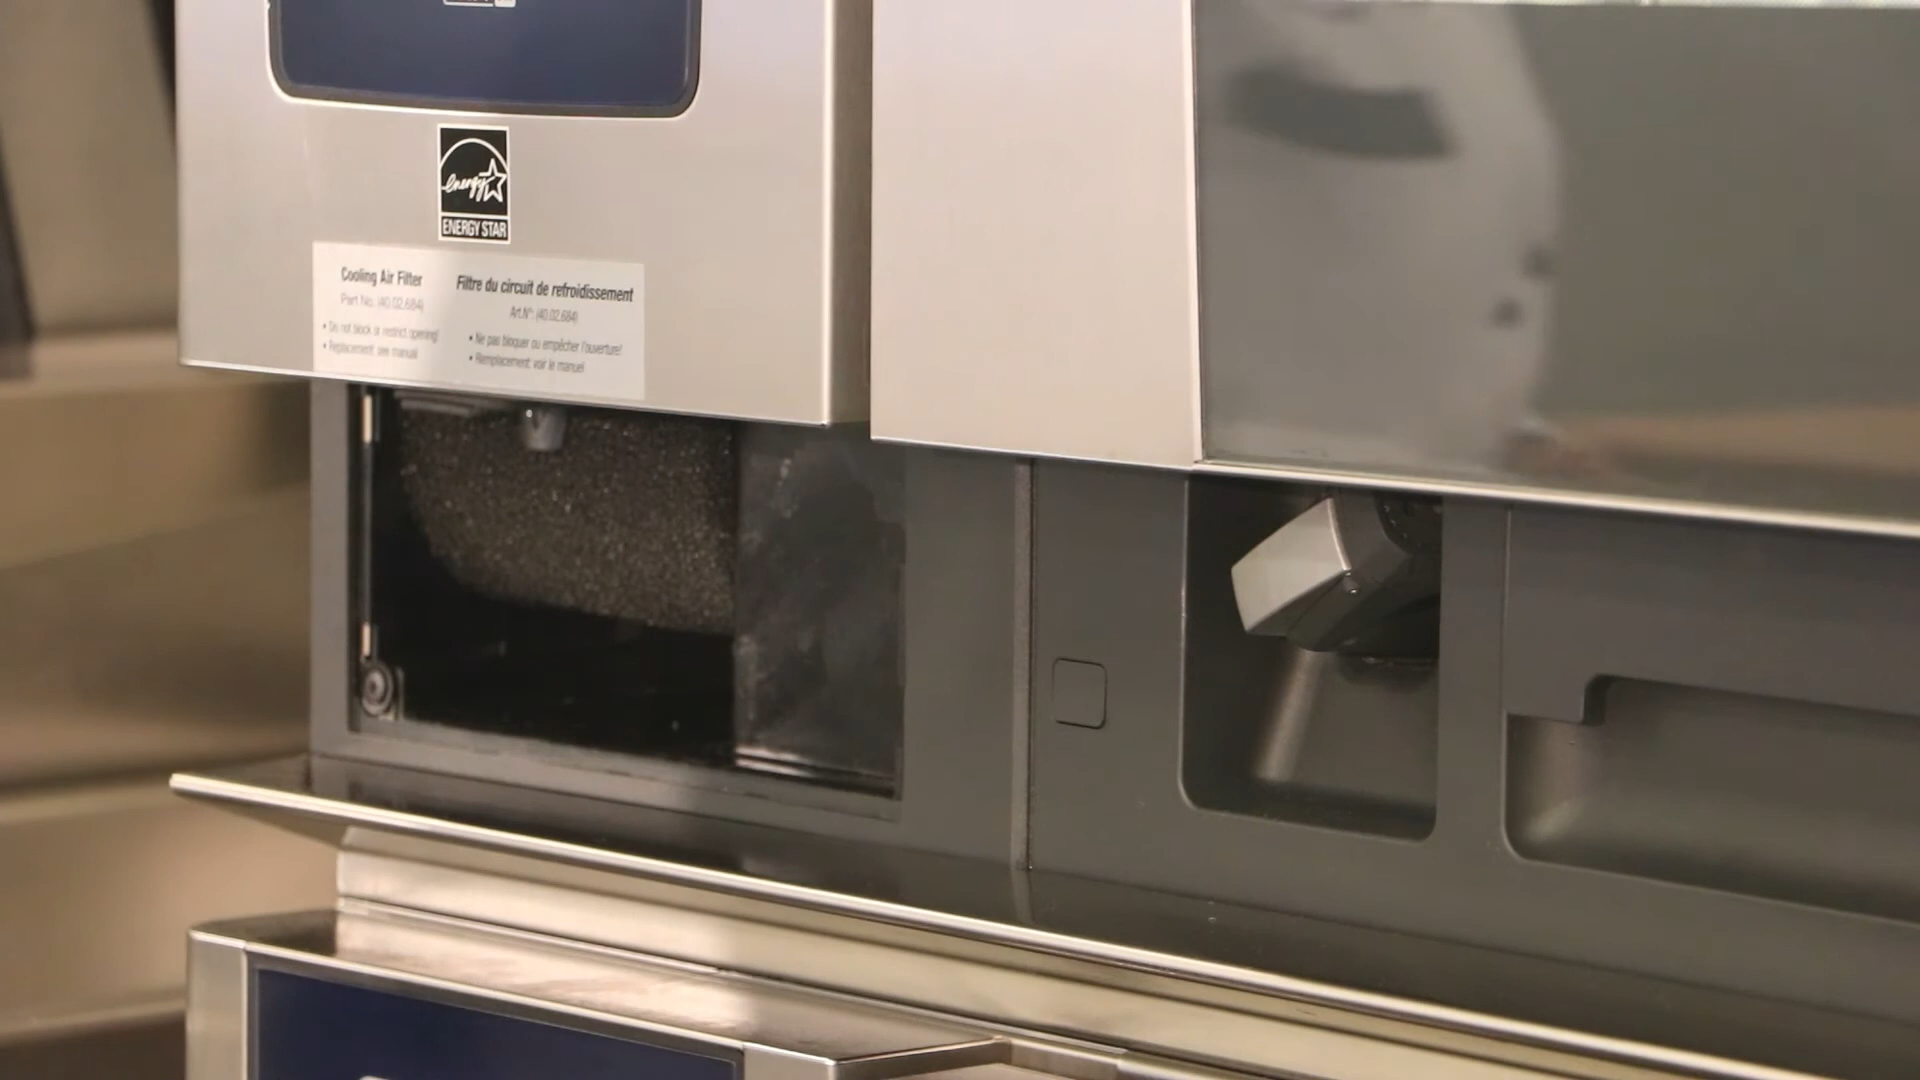 energy
ENERGY STAR
Cooling Air Filter
Part No. (40.02.684)
• Do not block or restrict opening!
• Replacement: see manual
Filtre du circuit de refroidissement
Art.N°: (40.02.684)
• Ne pas bloquer ou empêcher l'ouverture!
• Remplacement: voir le manuel